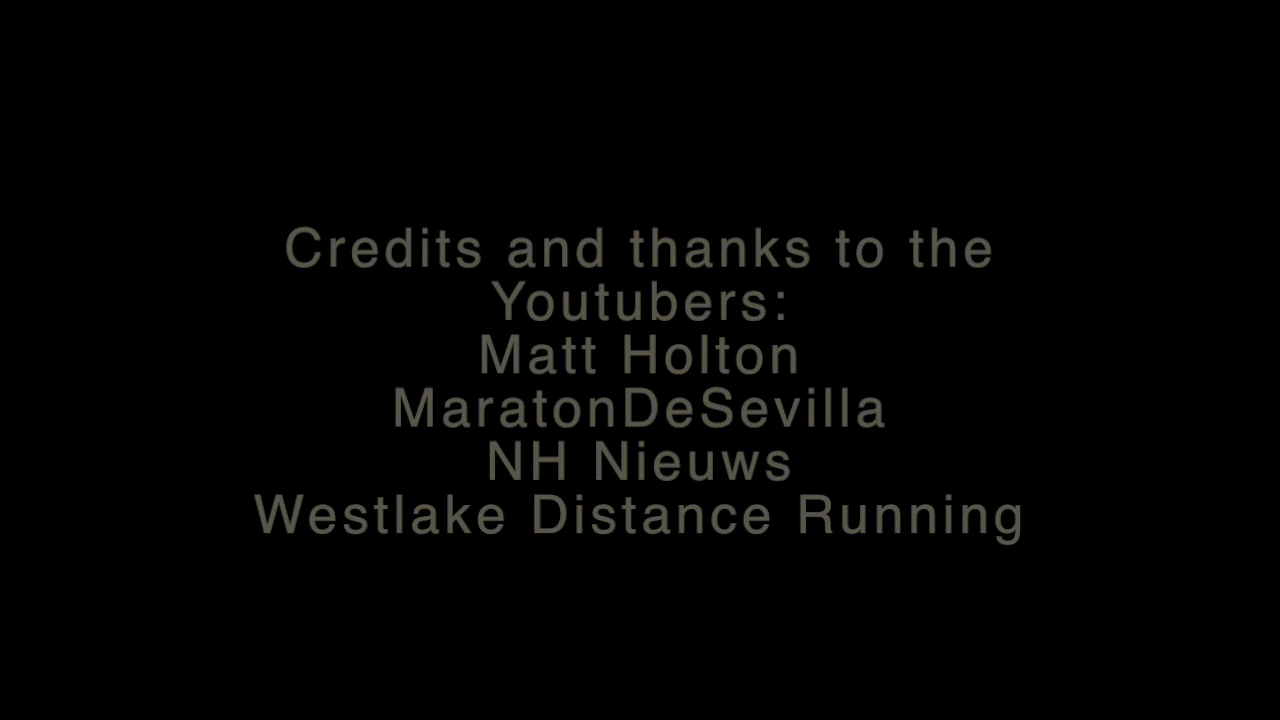 Credits and thanks to the
Youtubers:
Matt Holton
MaratonDeSevilla
NH Nieuws
Westlake Distance Running